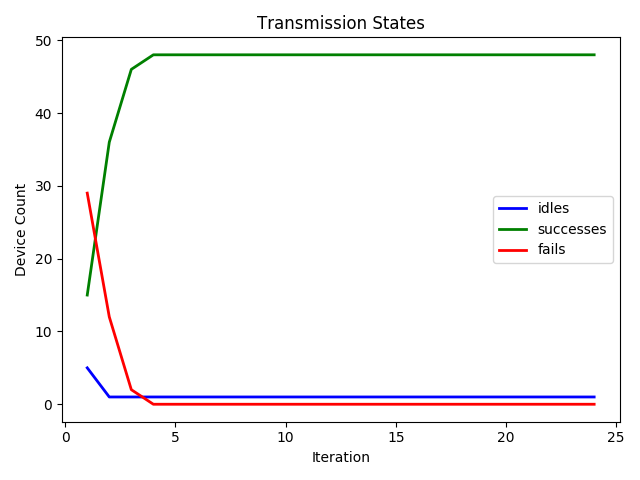 Transmission States
Device Count
50
40
30
20
10
0
idles
successes
fails
0 5 10 15 20 25
Iteration